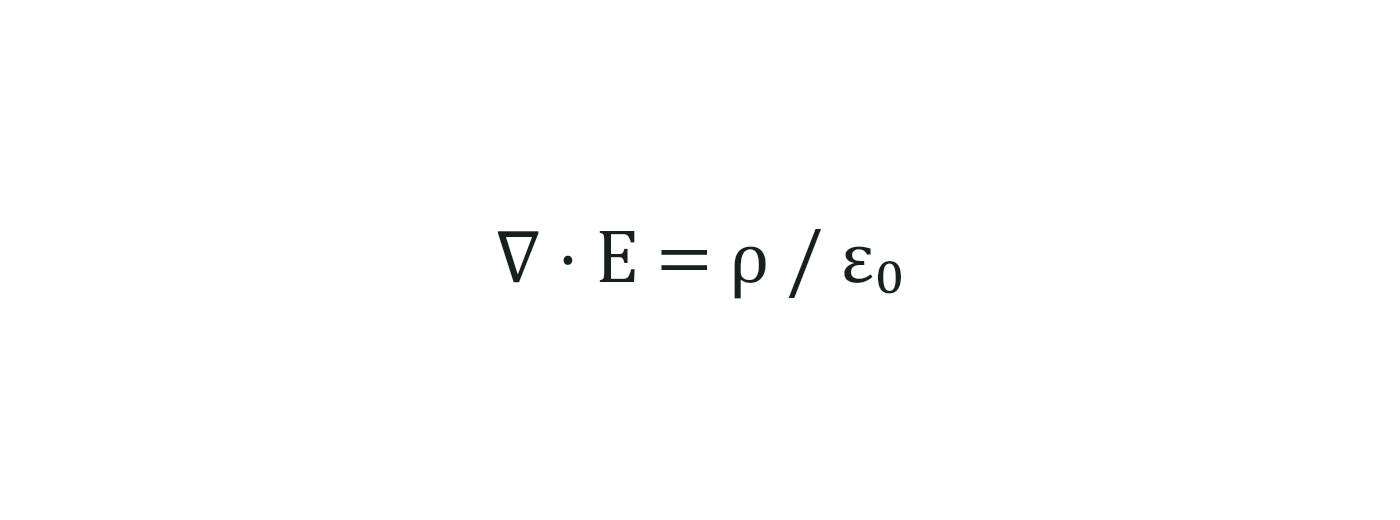 ∇ · E = ρ / ε₀